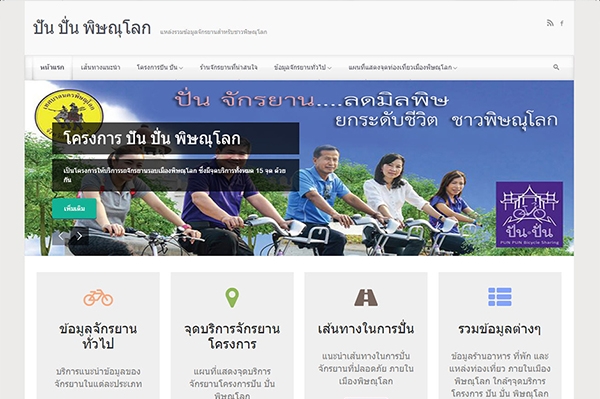 ปัน ปั่น พิษณุโลก
แหล่งรวมข้อมูลจักรยานสำหรับชาวพิษณุโลก
หน้าแรก เส้นทางแนะนำ โครงการปัน ปั่น ร้านจักรยานที่น่าสนใจ ข้อมูลจักรยานทั่วไป แผนที่แสดงจุดท่องเที่ยวเมืองพิษณุโลก
ปั่น จักรยาน....ลดมิลพิษ
ยกระดับชีวิต ชาวพิษณุโลก
โครงการ ปัน ปั่น พิษณุโลก
เป็นโครงการให้บริการรถจักรยานรอบเมืองพิษณุโลก ซึ่งมีจุดบริการทั้งหมด 15 จุด ด้วย
กัน
เพิ่มเติม
ปัน ปั่น
PUN PUN Bicycle Sharing
ข้อมูลจักรยาน
ทั่วไป
บริการแนะนำข้อมูลของ
จักรยานในแต่ละประเภท
จุดบริการจักรยาน
โครงการ
แผนที่แสดงจุดบริการ
จักรยานโครงการปัน ปั่น
พิษณุโลก
เส้นทางในการปั่น
แนะนำเส้นทางในการปั่น
จักรยานที่ปลอดภัย ภายใน
เมืองพิษณุโลก
รวมข้อมูลต่างๆ
ข้อมูลร้านอาหาร ที่พัก และ
แหล่งท่องเที่ยว ภายในเมือง
พิษณุโลก ใกล้ๆจุดบริการ
โครงการ ปัน ปั่น พิษณุโลก